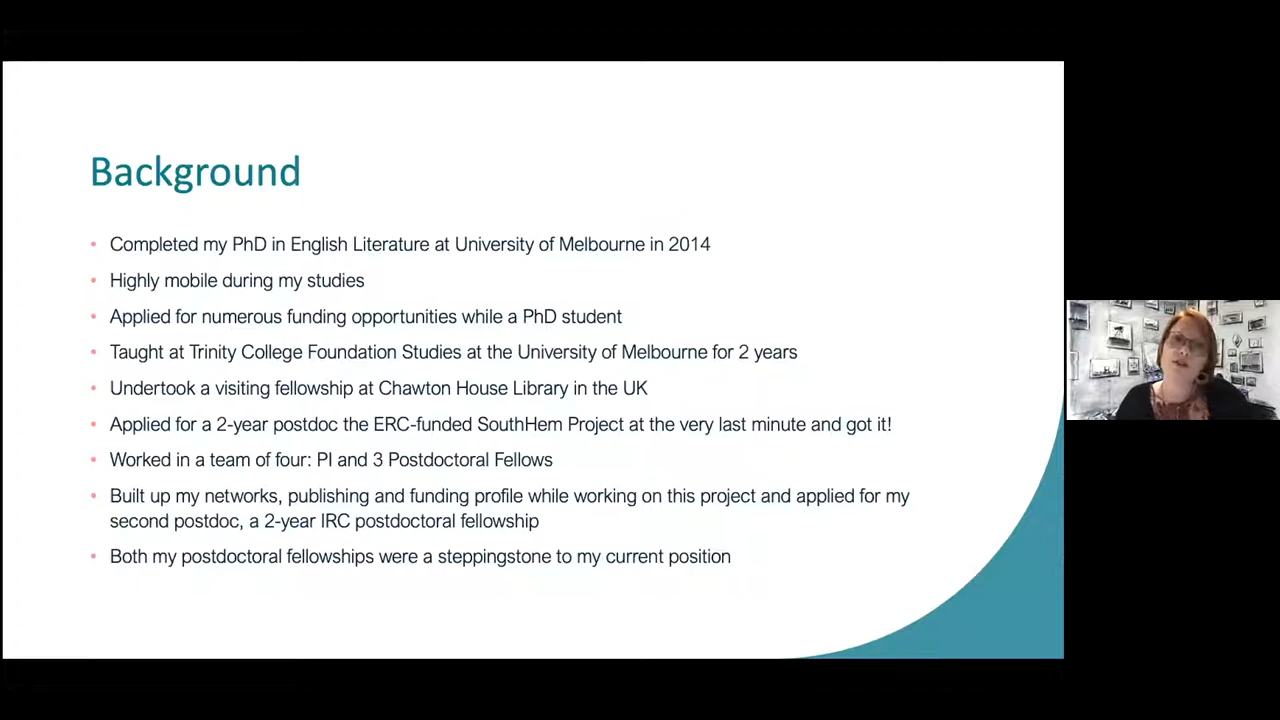 Background
• Completed my PhD in English Literature at University of Melbourne in 2014
• Highly mobile during my studies
• Applied for numerous funding opportunities while a PhD student
• Taught at Trinity College Foundation Studies at the University of Melbourne for 2 years
• Undertook a visiting fellowship at Chawton House Library in the UK
• Applied for a 2-year postdoc the ERC-funded SouthHem Project at the very last minute and got it!
• Worked in a team of four: PI and 3 Postdoctoral Fellows
• Built up my networks, publishing and funding profile while working on this project and applied for my
second postdoc, a 2-year IRC postdoctoral fellowship
• Both my postdoctoral fellowships were a steppingstone to my current position